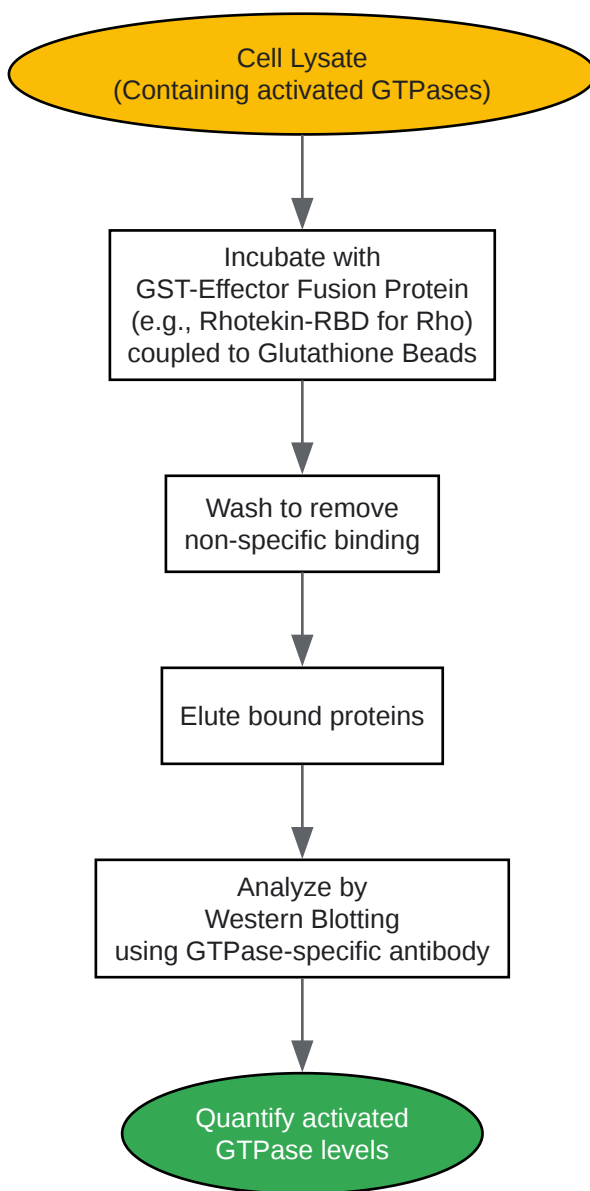 Cell Lysate
(Containing activated GTPases)
Incubate with
GST-Effector Fusion Protein
(e.g., Rhotekin-RBD for Rho)
coupled to Glutathione Beads
Wash to remove
non-specific binding
Elute bound proteins
Analyze by
Western Blotting
using GTPase-specific antibody
Quantify activated
GTPase levels